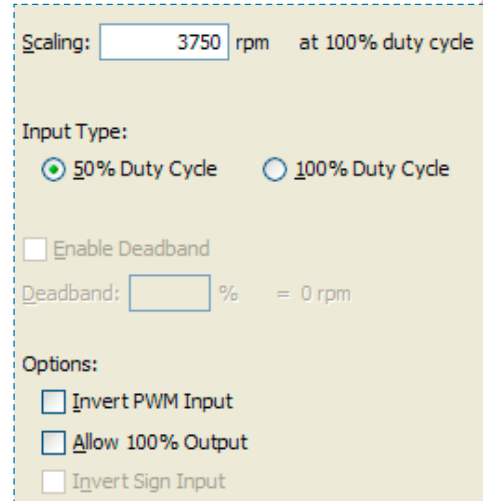 Scaling: 3750 rpm at 100% duty cycle
Input Type:
50% Duty Cycle 100% Duty Cycle
Enable Deadband
Deadband: % = 0 rpm
Options:
Invert PWM Input
Allow 100% Output
Invert Sign Input